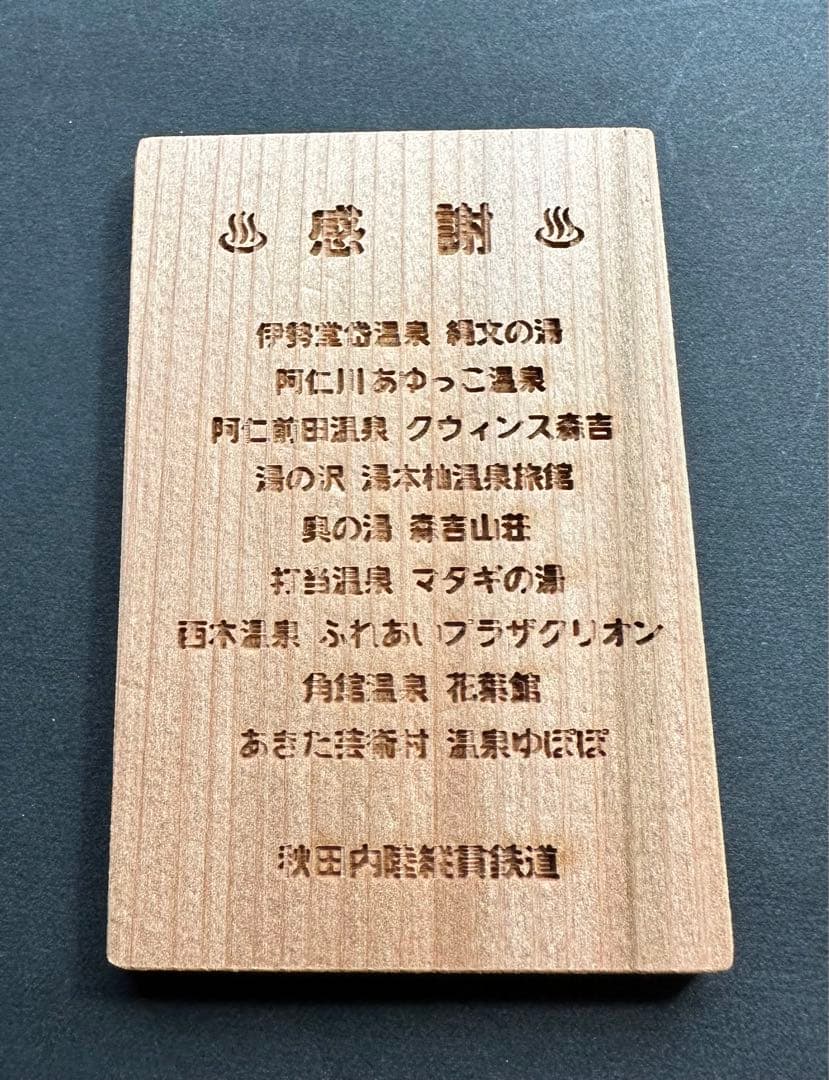 ♨ 感 謝 ♨
伊勢堂岱温泉 縄文の湯
阿仁川あゆっこ温泉
阿仁前田温泉 クウィンス森吉
湯の沢 湯本杣温泉旅館
奥の湯 森吉山荘
打当温泉 マタギの湯
西木温泉 ふれあいプラザクリオン
角館温泉 花葉館
あきた芸術村 温泉ゆぽぽ
秋田内陸縦貫鉄道